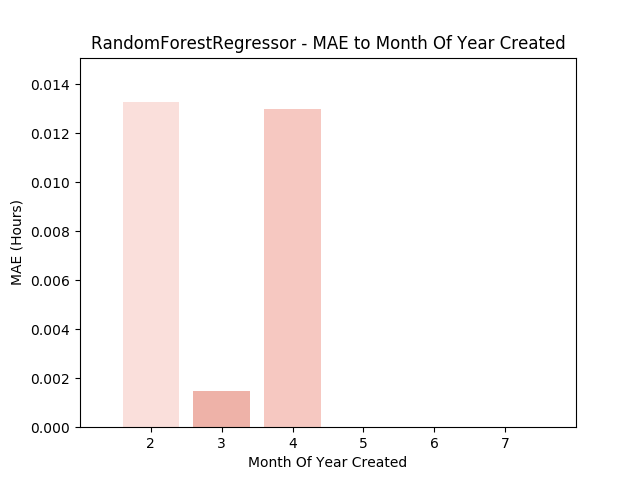 RandomForestRegressor - MAE to Month Of Year Created
0.014
0.012
0.010
0.008
0.006
0.004
0.002
0.000
MAE (Hours)
2 3 4 5 6 7
Month Of Year Created